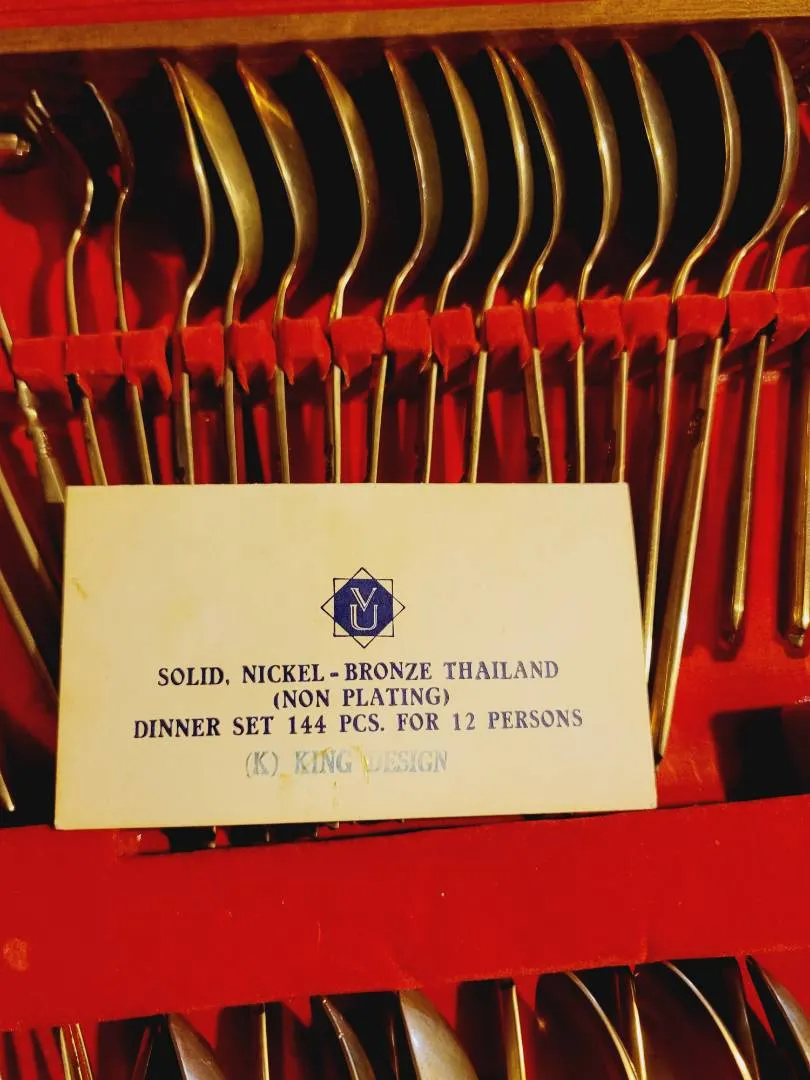 VU
SOLID, NICKEL - BRONZE THAILAND
(NON PLATING)
DINNER SET 144 PCS. FOR 12 PERSONS
(K) KING DESIGN